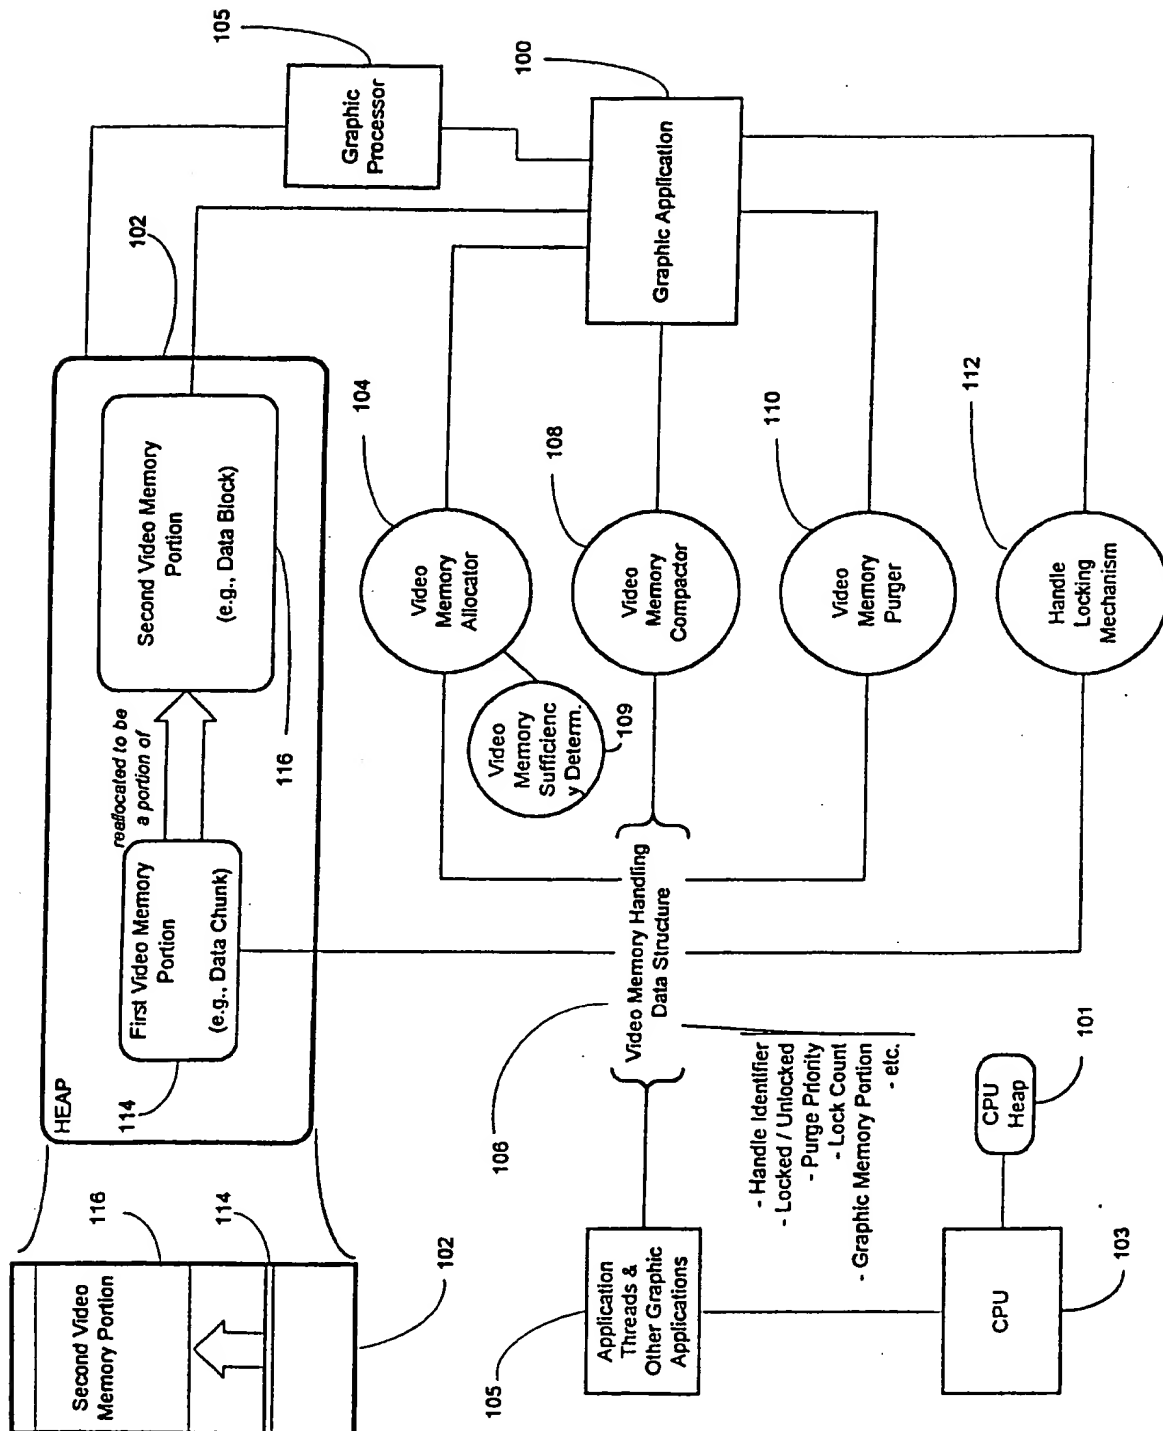 HEAP
First Video Memory
Portion
(e.g., Data Chunk)
114
reallocated to be
a portion of
Second Video Memory
Portion
(e.g., Data Block)
116
102
Graphic
Processor
105
Second Video
Memory Portion
116
114
102
Video
Memory
Allocator
104
Video
Memory
Sufficienc
y Determ.
109
Video
Memory
Compactor
108
Video
Memory
Purger
110
Handle
Locking
Mechanism
112
Graphic Application
100
Video Memory Handling
Data Structure
106
- Handle Identifier
- Locked / Unlocked
- Purge Priority
- Lock Count
- Graphic Memory Portion
- etc.
Application
Threads &
Other Graphic
Applications
105
CPU
103
CPU
Heap
101